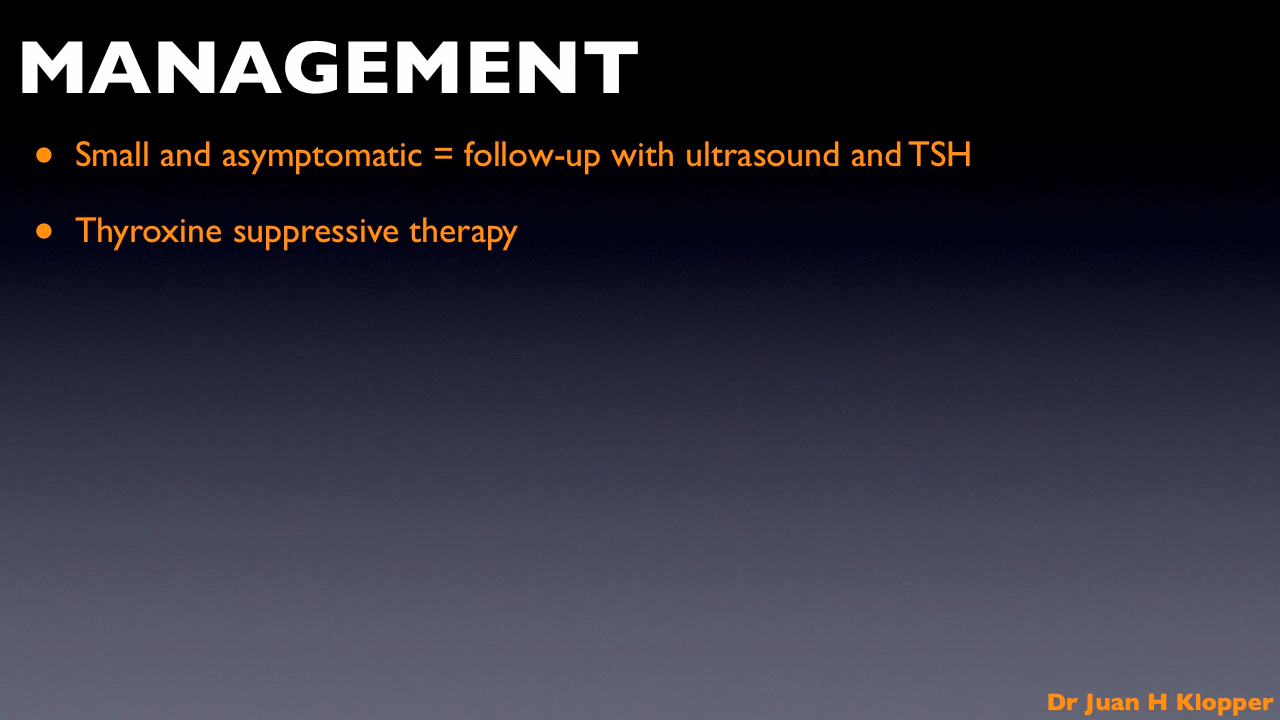 MANAGEMENT
• Small and asymptomatic = follow-up with ultrasound and TSH
• Thyroxine suppressive therapy
Dr Juan H Klopper